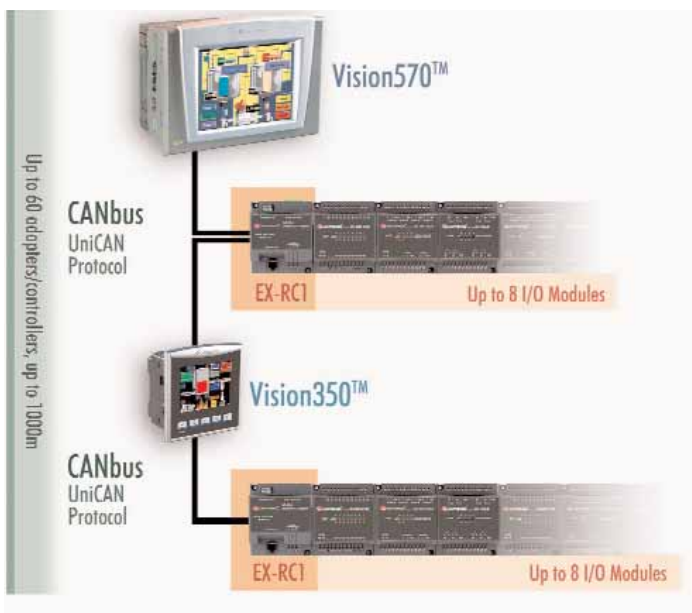 Vision570™
Up to 60 adapters/controllers, up to 1000m
CANbus
UniCAN
Protocol
EX-RC1
Up to 8 I/O Modules
Vision350™
CANbus
UniCAN
Protocol
EX-RC1
Up to 8 I/O Modules